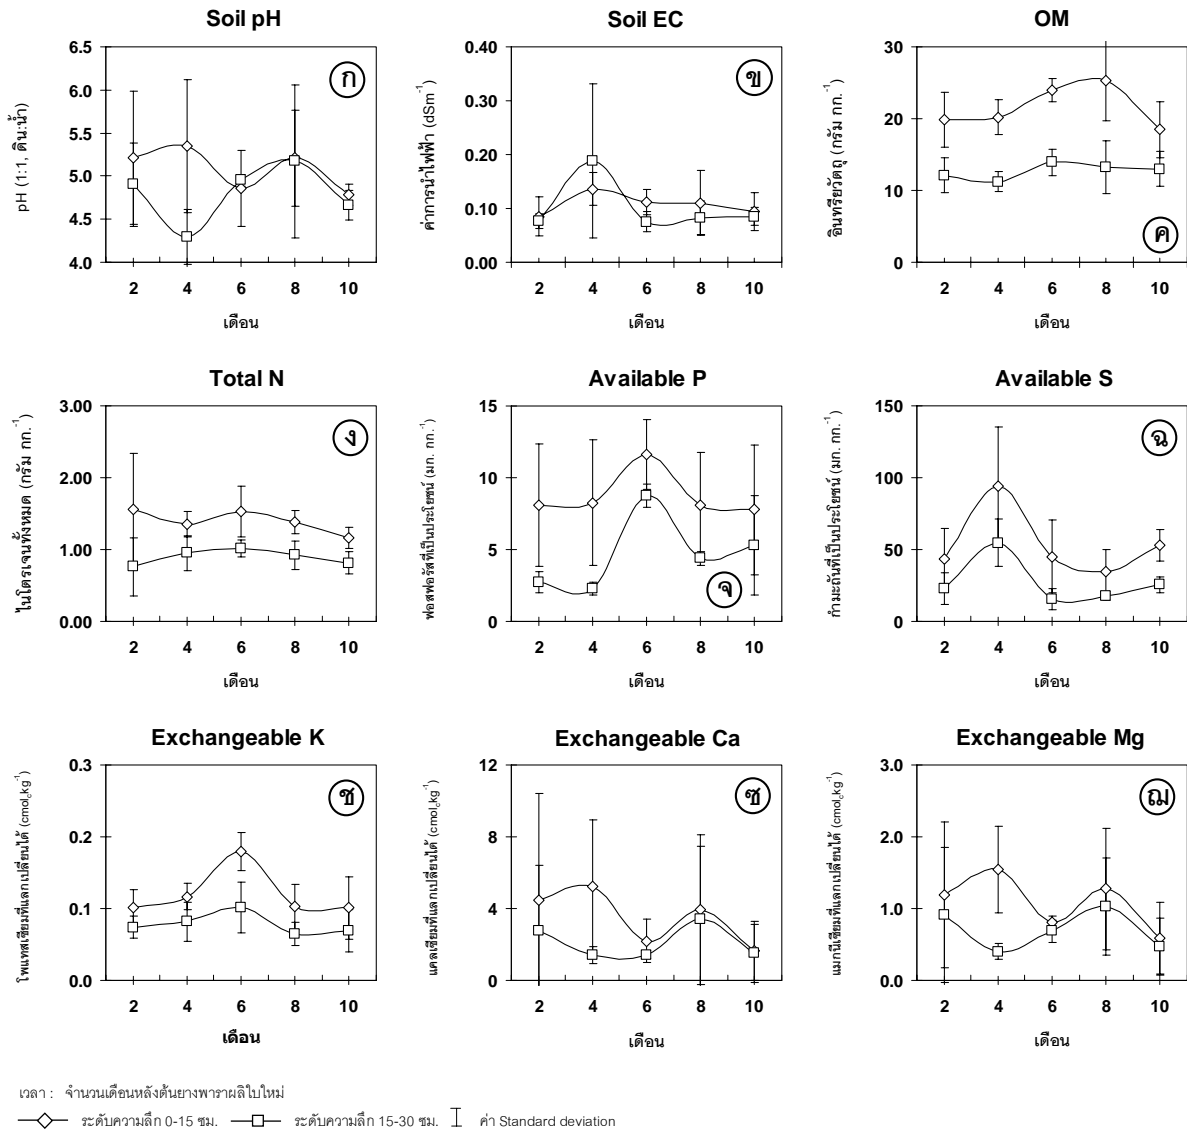 Soil pH
Soil EC
OM
pH (1:1, ดิน:น้ำ)
6.5
6.0
5.5
5.0
4.5
4.0
ก
2 4 6 8 10
เดือน
ค่าการนำไฟฟ้า (dSm⁻¹)
0.40
0.30
0.20
0.10
0.00
ข
2 4 6 8 10
เดือน
อินทรียวัตถุ (กรัม กก.⁻¹)
30
20
10
0
ค
2 4 6 8 10
เดือน
Total N
Available P
Available S
ไนโตรเจนทั้งหมด (กรัม กก.⁻¹)
3.00
2.00
1.00
0.00
ง
2 4 6 8 10
เดือน
ฟอสฟอรัสที่เป็นประโยชน์ (มก. กก.⁻¹)
15
10
5
0
จ
2 4 6 8 10
เดือน
กำมะถันที่เป็นประโยชน์ (มก. กก.⁻¹)
150
100
50
0
ฉ
2 4 6 8 10
เดือน
Exchangeable K
Exchangeable Ca
Exchangeable Mg
โพแทสเซียมที่แลกเปลี่ยนได้ (cmolckg⁻¹)
0.3
0.2
0.1
0.0
ช
2 4 6 8 10
เดือน
แคลเซียมที่แลกเปลี่ยนได้ (cmolckg⁻¹)
12
8
4
0
ซ
2 4 6 8 10
เดือน
แมกนีเซียมที่แลกเปลี่ยนได้ (cmolckg⁻¹)
3.0
2.0
1.0
0.0
ฌ
2 4 6 8 10
เดือน
เวลา : จำนวนเดือนหลังต้นยางพาราผลิใบใหม่
ระดับความลึก 0-15 ซม. ระดับความลึก 15-30 ซม. ค่า Standard deviation